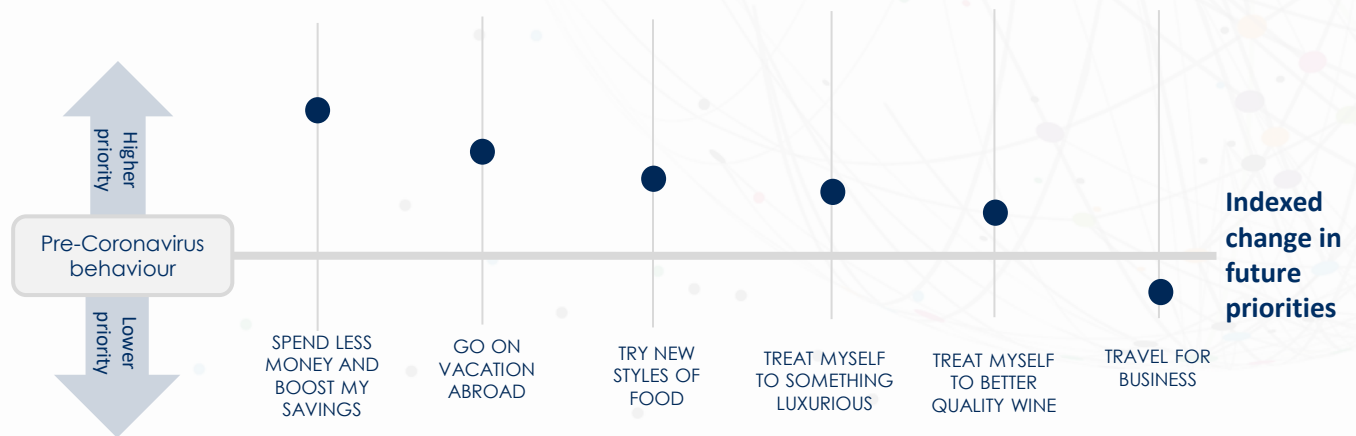 Higher
priority
Pre-Coronavirus
behaviour
Lower
priority
SPEND LESS
MONEY AND
BOOST MY
SAVINGS
GO ON
VACATION
ABROAD
TRY NEW
STYLES OF
FOOD
TREAT MYSELF
TO SOMETHING
LUXURIOUS
TREAT MYSELF
TO BETTER
QUALITY WINE
TRAVEL FOR
BUSINESS
Indexed
change in
future
priorities